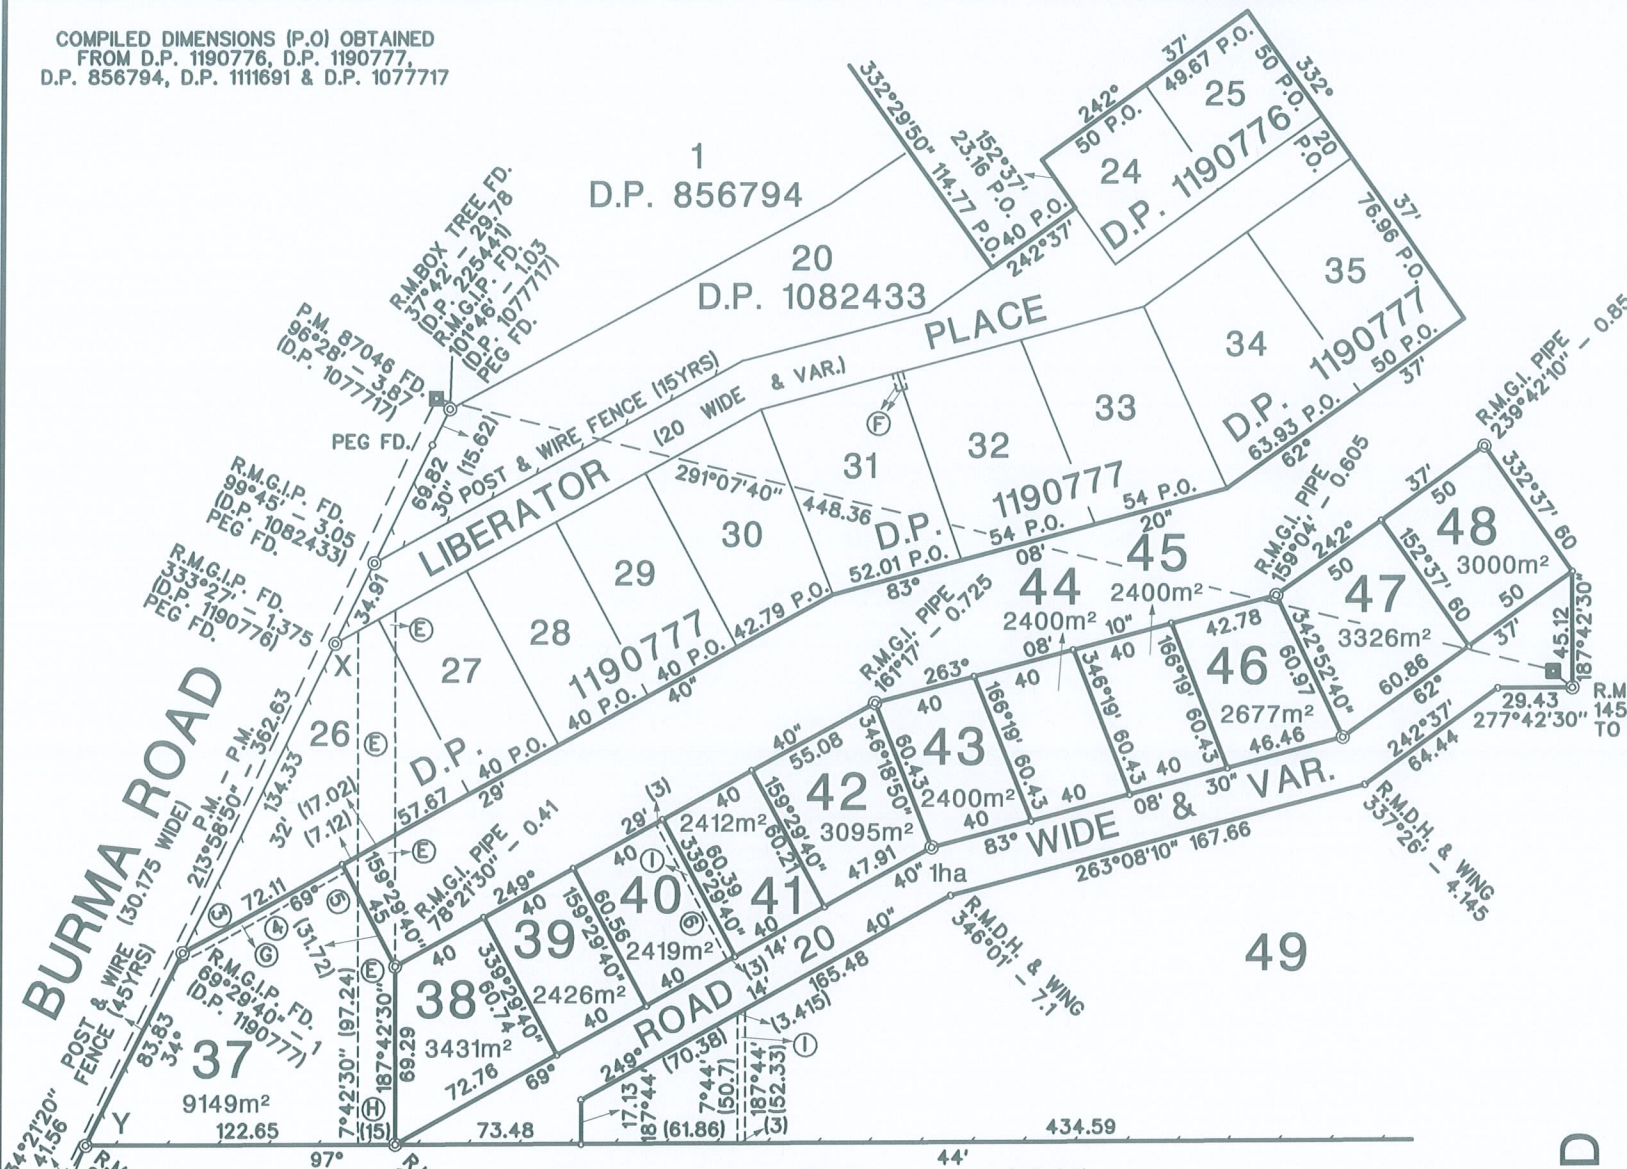 COMPILED DIMENSIONS (P.O) OBTAINED
FROM D.P. 1190776, D.P. 1190777,
D.P. 856794, D.P. 1111691 & D.P. 1077717
1
D.P. 856794
20
D.P. 1082433
332°29'50" 114.77 P.O.
152°37'
23.16 P.O.
40 P.O.
242°37'
242°
37'
50 P.O.
49.67 P.O.
50 P.O.
332°
24
25
D.P. 1190776
20
P.O.
37'
76.96 P.O.
R.M.BOX TREE FD.
37°42' – 29.78
(D.P. 225441)
R.M.G.I.P. FD.
101°46' – 1.03
(D.P. 1077717)
PEG FD.
P.M. 87046 FD.
96°28' – 3.87
(D.P. 1077717)
PEG FD.
69.82
30"
(15.62)
POST & WIRE FENCE (15YRS)
LIBERATOR
(20 WIDE & VAR.)
PLACE
R.M.G.I.P. FD.
99°45' – 3.05
(D.P. 1082433)
PEG FD.
34.91
R.M.G.I.P. FD.
333°27' – 1.375
(D.P. 1190776)
PEG FD.
X
291°07'40"
448.36
26
27
28
29
30
31
32
33
34
35
E
E
E
E
F
D.P. 1190777
D.P. 1190777
D.P. 1190777
57.67
29'
40 P.O.
40 P.O.
40"
40 P.O.
42.79 P.O.
52.01 P.O.
83°
54 P.O.
08'
54 P.O.
20"
63.93 P.O.
62°
50 P.O.
37'
BURMA ROAD
(30.175 WIDE)
213°58'50"
P.M. – P.M.
362.63
32'
134.33
(17.02)
(7.12)
POST & WIRE
FENCE (45YRS)
72.11
69°
3
4
5
G
(31.72)
159°29'40"
45
R.M.G.I.P. FD.
69°29'40" – 1
(D.P. 1190777)
R.M.G.I. PIPE
78°21'30" – 0.41
83.83
34°
37
9149m²
Y
122.65
97°
7°42'30" (97.24)
187°42'30"
69.29
H
(15)
38
3431m²
40
249°
72.76
69°
339°29'40"
60.74
39
2426m²
40
40
159°29'40"
60.56
40
2419m²
40
29'
40
(3)
I
6
339°29'40"
60.39
41
2412m²
40
40
14'
(3)
14'
159°29'40"
60.21
42
3095m²
40"
55.08
47.91
40"
1ha
R.M.G.I. PIPE
161°17' – 0.725
346°18'50"
60.43
43
2400m²
263°
40
40
83°
166°19'
60.43
44
2400m²
08'
40
40
346°19'
60.43
45
2400m²
10"
40
40
08'
166°19'
60.43
46
2677m²
42.78
46.46
30"
R.M.G.I. PIPE
159°04' – 0.605
342°52'40"
60.97
47
3326m²
242°
50
60.86
62°
152°37'
60
48
3000m²
37'
50
50
37'
R.M.G.I. PIPE
239°42'10" – 0.85
332°37'
60
45.12
187°42'30"
29.43
277°42'30"
R.M
145
TO
242°37'
64.44
ROAD 20 WIDE & VAR.
263°08'10"
167.66
R.M.D.H. & WING
337°26' – 4.145
R.M.D.H. & WING
346°01' – 7.1
40"
165.48
249°
(70.38)
(3.415)
I
17.13
187°44'
7°44'
(50.7)
187°44'
(52.33)
(3)
73.48
(61.86)
434.59
44'
49
41.56
D